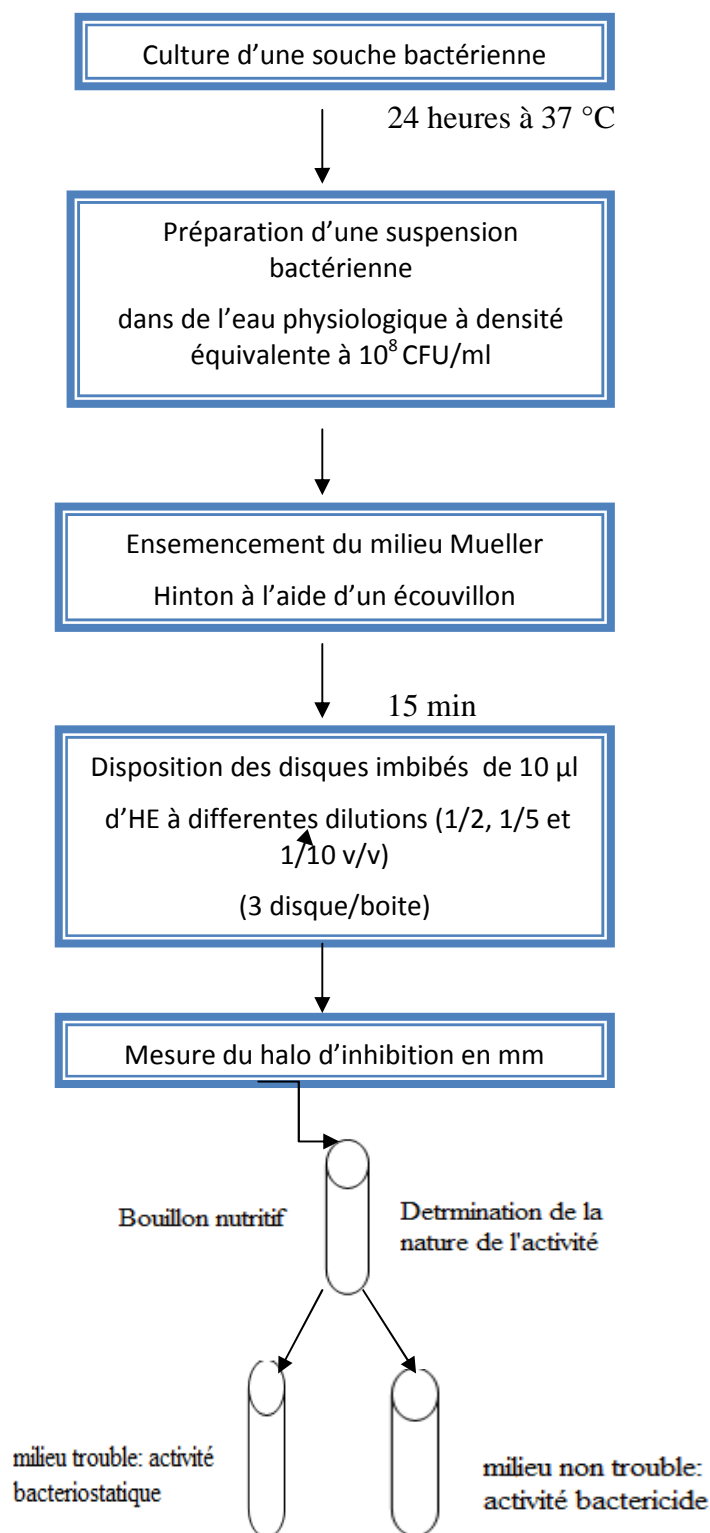 Culture d’une souche bactérienne
24 heures à 37 °C
Préparation d’une suspension
bactérienne
dans de l’eau physiologique à densité
équivalente à 10⁸ CFU/ml
Ensemencement du milieu Mueller
Hinton à l’aide d’un écouvillon
15 min
Disposition des disques imbibés de 10 µl
d’HE à differentes dilutions (1/2, 1/5 et
1/10 v/v)
(3 disque/boite)
Mesure du halo d’inhibition en mm
Bouillon nutritif
Detrmination de la
nature de l'activité
milieu trouble: activité
bacteriostatique
milieu non trouble:
activité bactericide